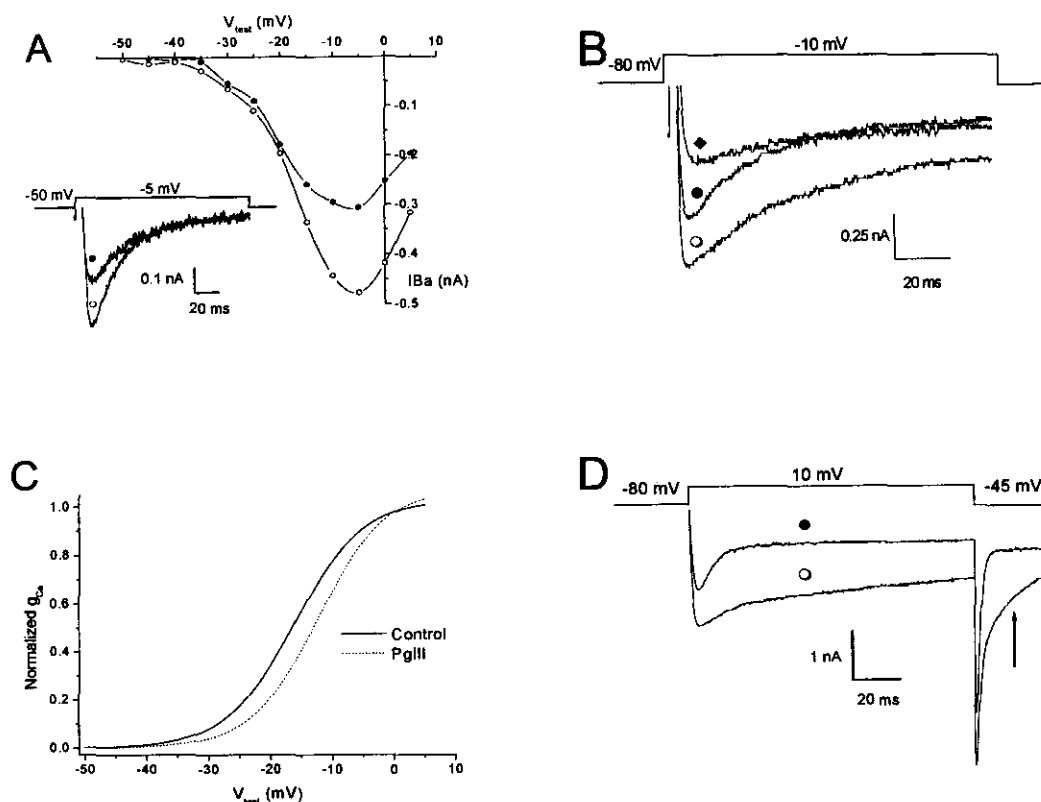 A
V_test (mV)
-50 -40 -30 -20 -10 0
-0.1
-0.2
-0.3
-0.4
-0.5
IBa (nA)
-50 mV
-5 mV
0.1 nA
20 ms
B
-80 mV
-10 mV
0.25 nA
20 ms
C
Normalized g_Ca
1.0
0.8
0.6
0.4
0.2
0.0
Control
PgIII
-50 -40 -30 -20 -10 0 10
V_test (mV)
D
-80 mV
10 mV
-45 mV
1 nA
20 ms